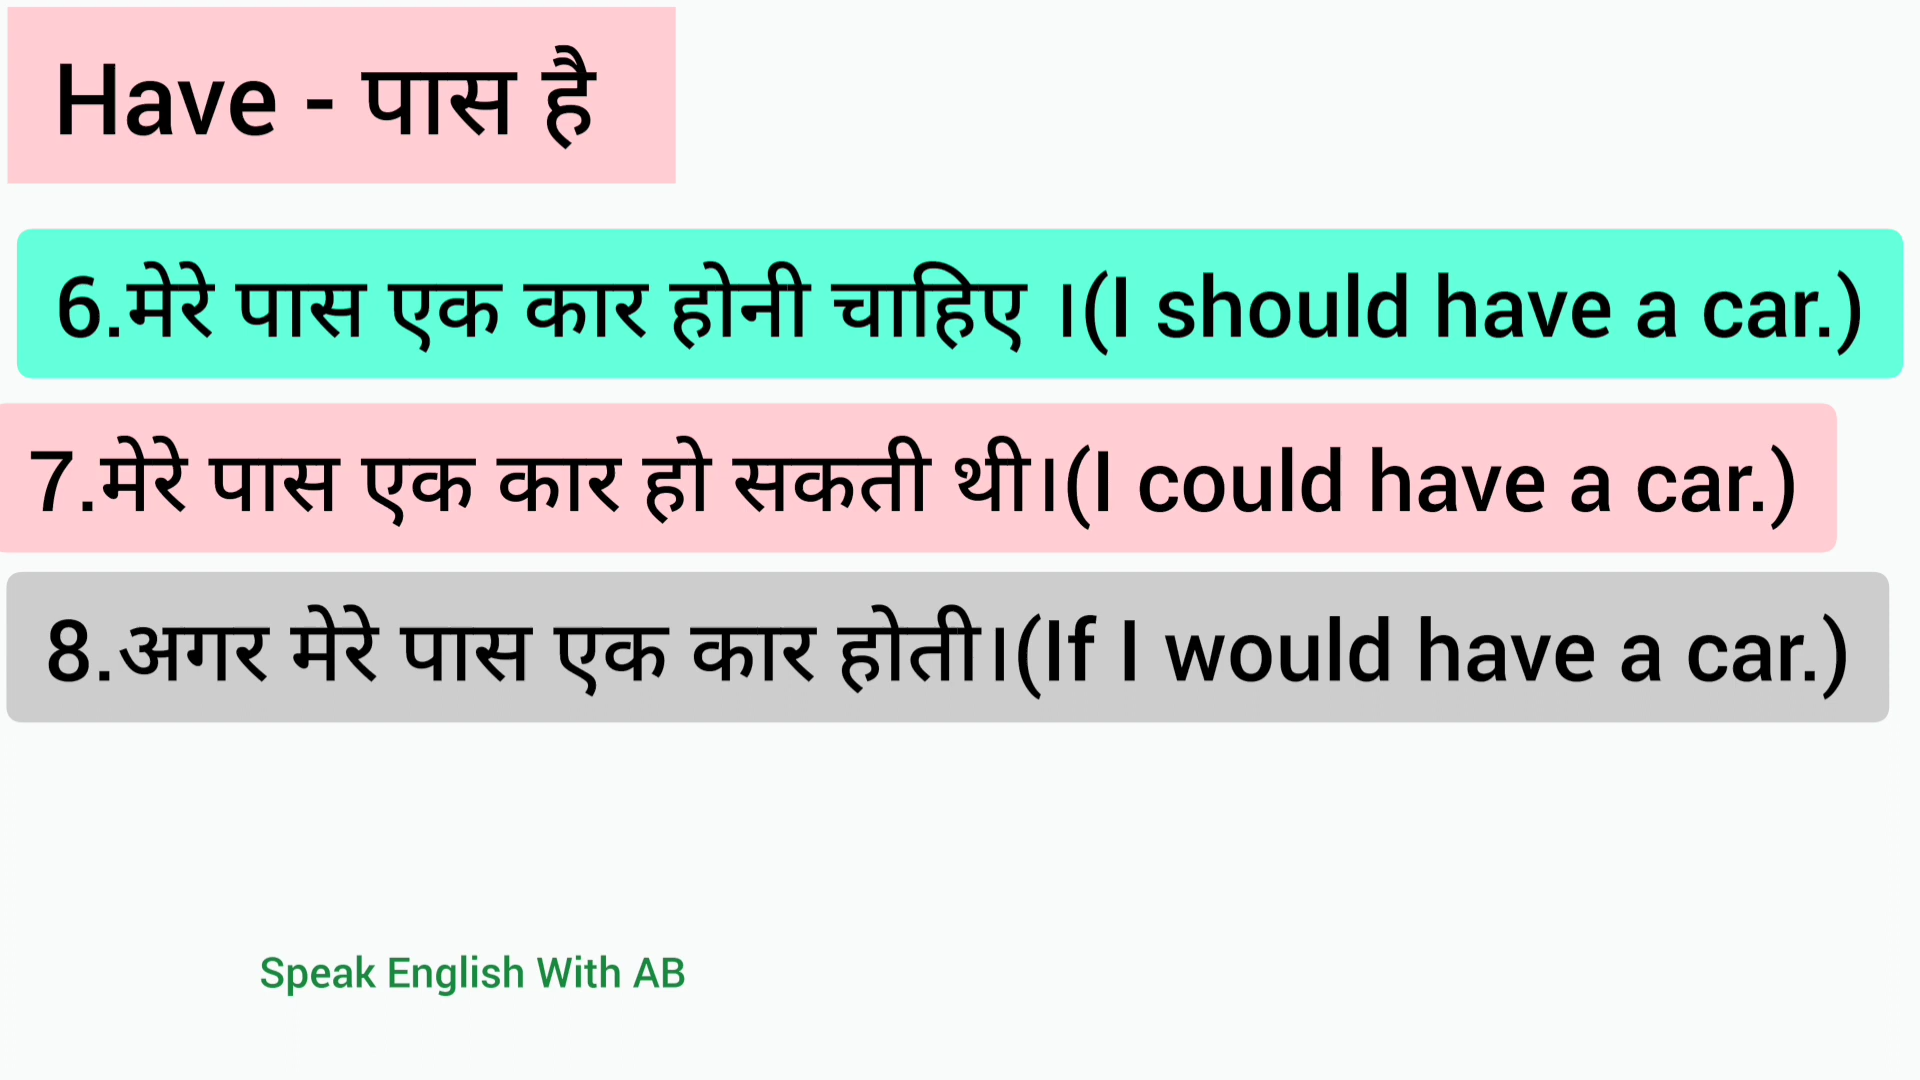 Have - पास है
6.मेरे पास एक कार होनी चाहिए ।(I should have a car.)
7.मेरे पास एक कार हो सकती थी।(I could have a car.)
8.अगर मेरे पास एक कार होती।(If I would have a car.)
Speak English With AB